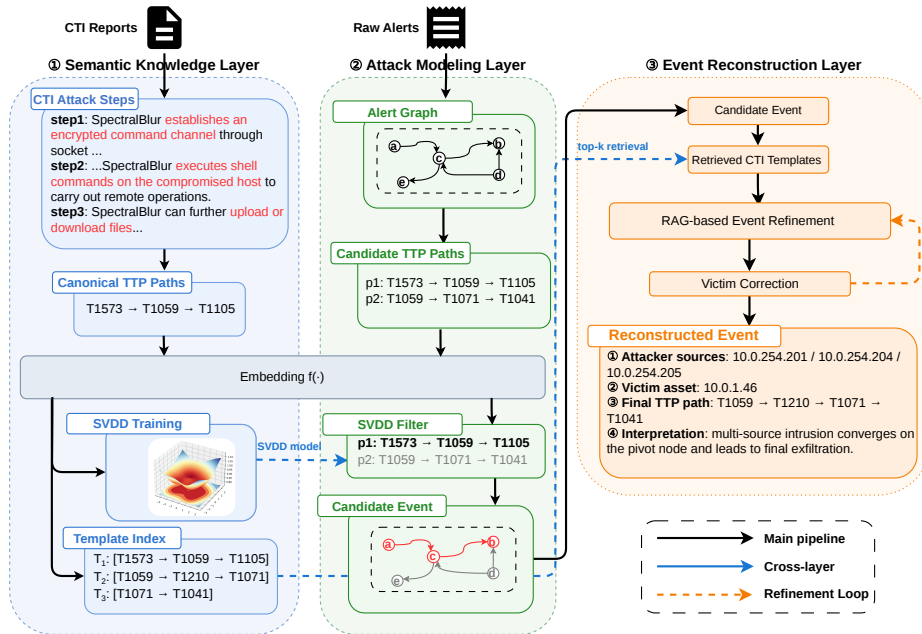 CTI Reports
Raw Alerts
① Semantic Knowledge Layer
② Attack Modeling Layer
③ Event Reconstruction Layer
CTI Attack Steps
step1: SpectralBlur establishes an
encrypted command channel through
socket ...
step2: ...SpectralBlur executes shell
commands on the compromised host to
carry out remote operations.
step3: SpectralBlur can further upload or
download files...
Canonical TTP Paths
T1573 → T1059 → T1105
Alert Graph
a
b
c
d
e
Candidate TTP Paths
p1: T1573 → T1059 → T1105
p2: T1059 → T1071 → T1041
Embedding f(·)
SVDD Training
SVDD model
SVDD Filter
p1: T1573 → T1059 → T1105
p2: T1059 → T1071 → T1041
Template Index
T1: [T1573 → T1059 → T1105]
T2: [T1059 → T1210 → T1071]
T3: [T1071 → T1041]
Candidate Event
a
b
c
d
e
top-k retrieval
Candidate Event
Retrieved CTI Templates
RAG-based Event Refinement
Victim Correction
Reconstructed Event
① Attacker sources: 10.0.254.201 / 10.0.254.204 /
10.0.254.205
② Victim asset: 10.0.1.46
③ Final TTP path: T1059 → T1210 → T1071 →
T1041
④ Interpretation: multi-source intrusion converges on
the pivot node and leads to final exfiltration.
Main pipeline
Cross-layer
Refinement Loop